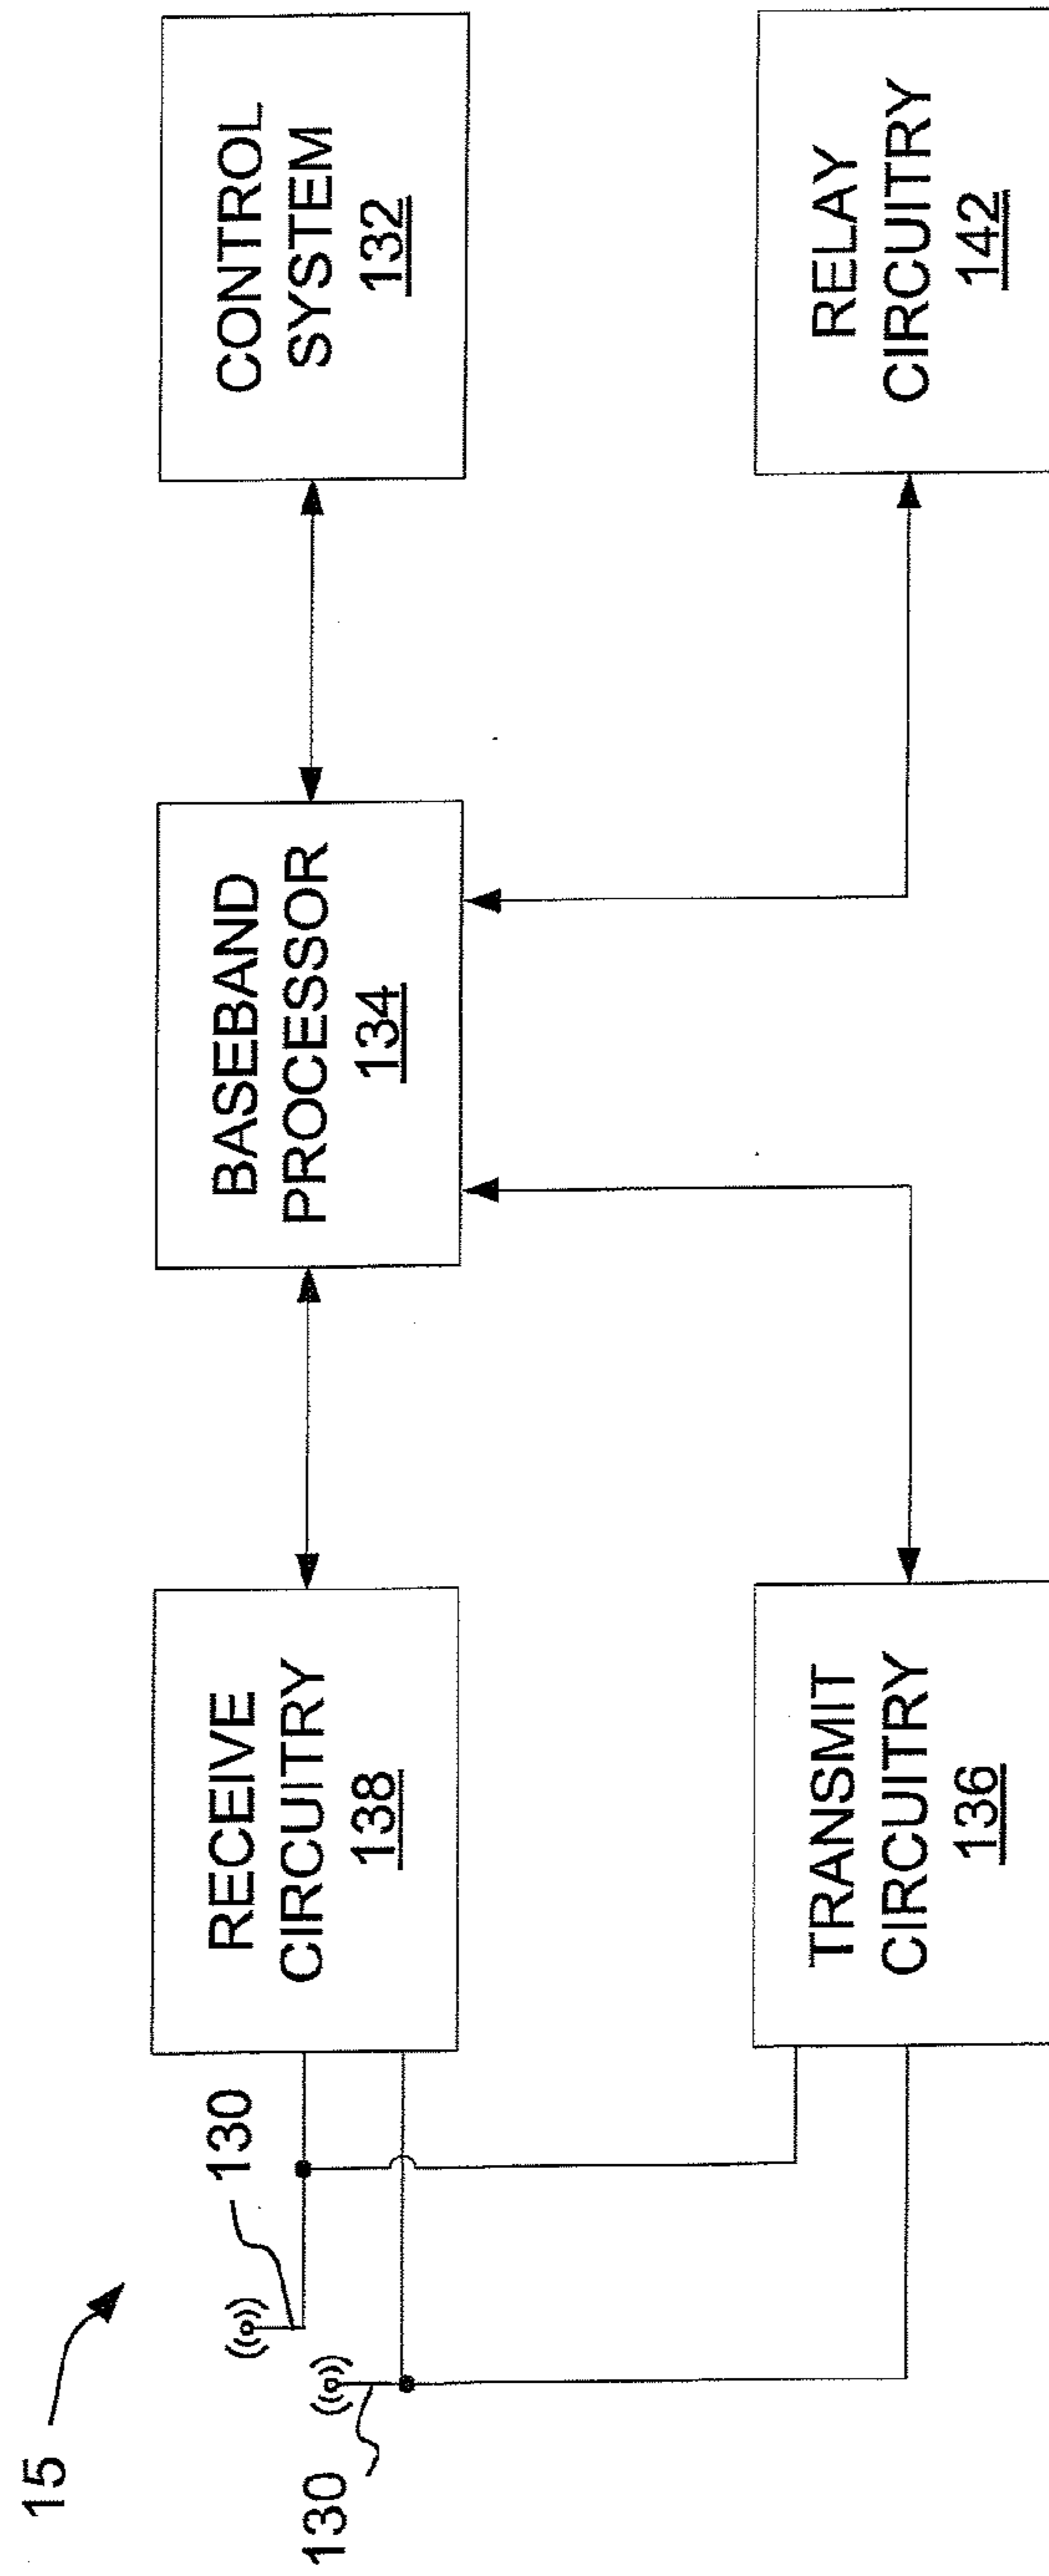 15
130
130
RECEIVE
CIRCUITRY
138
BASEBAND
PROCESSOR
134
CONTROL
SYSTEM
132
TRANSMIT
CIRCUITRY
136
RELAY
CIRCUITRY
142